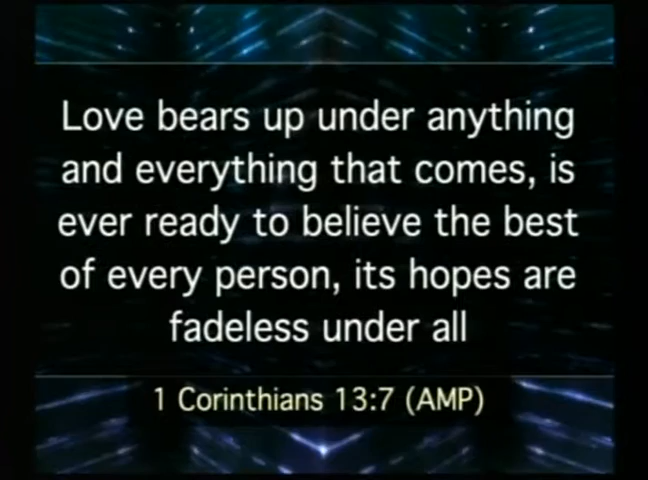 Love bears up under anything
and everything that comes, is
ever ready to believe the best
of every person, its hopes are
fadeless under all
1 Corinthians 13:7 (AMP)